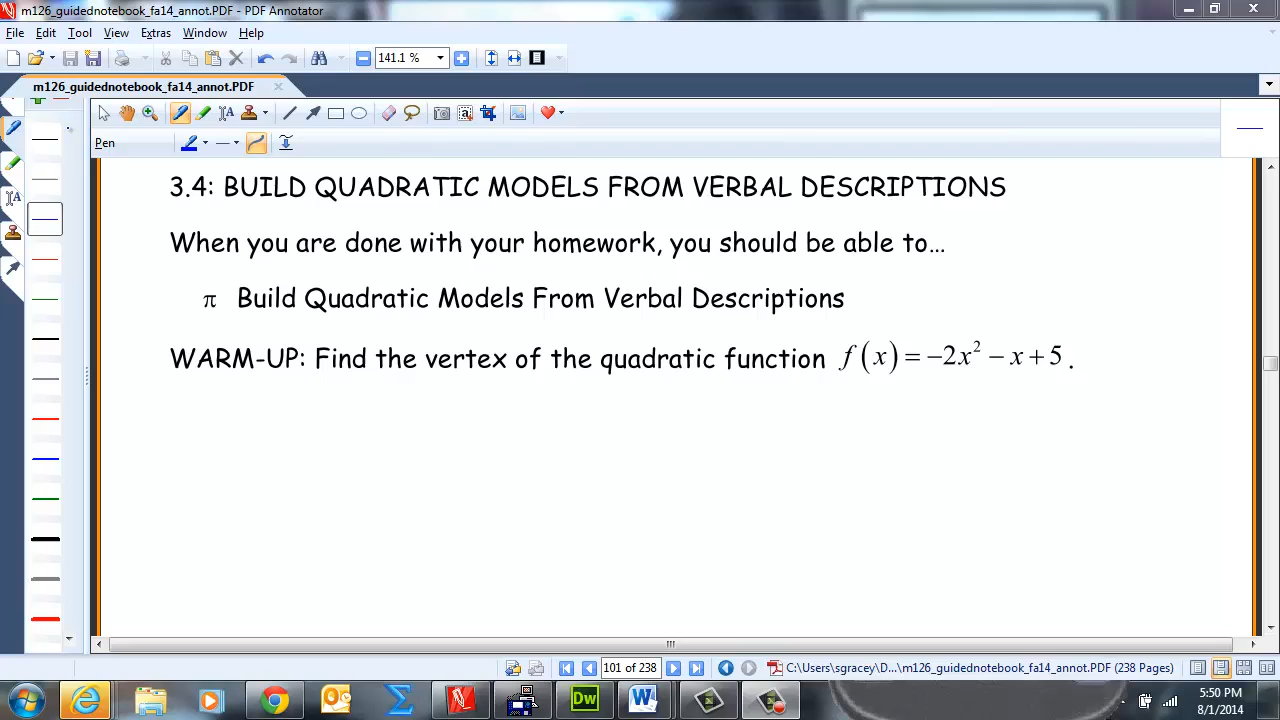 m126_guidednotebook_fa14_annot.PDF - PDF Annotator
File Edit Tool View Extras Window Help
141.1 %
m126_guidednotebook_fa14_annot.PDF
Pen
3.4: BUILD QUADRATIC MODELS FROM VERBAL DESCRIPTIONS
When you are done with your homework, you should be able to…
π Build Quadratic Models From Verbal Descriptions
WARM-UP: Find the vertex of the quadratic function f(x) = −2x² − x + 5.
101 of 238
C:\Users\sgracey\D...\m126_guidednotebook_fa14_annot.PDF (238 Pages)
Dw
W
5:50 PM
8/1/2014